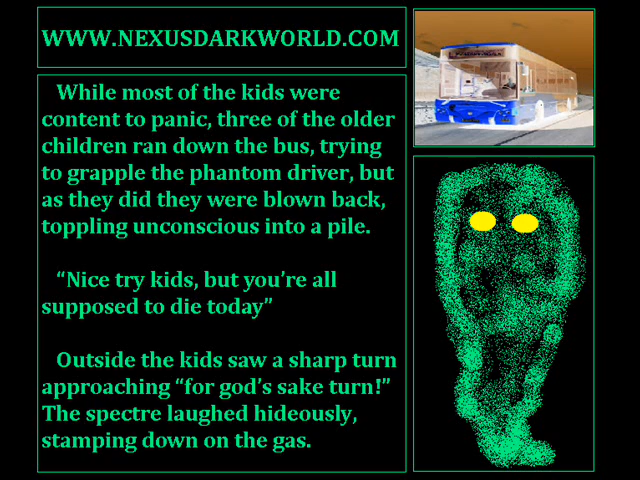 WWW.NEXUSDARKWORLD.COM
While most of the kids were
content to panic, three of the older
children ran down the bus, trying
to grapple the phantom driver, but
as they did they were blown back,
toppling unconscious into a pile.
“Nice try kids, but you’re all
supposed to die today”
Outside the kids saw a sharp turn
approaching “for god’s sake turn!”
The spectre laughed hideously,
stamping down on the gas.